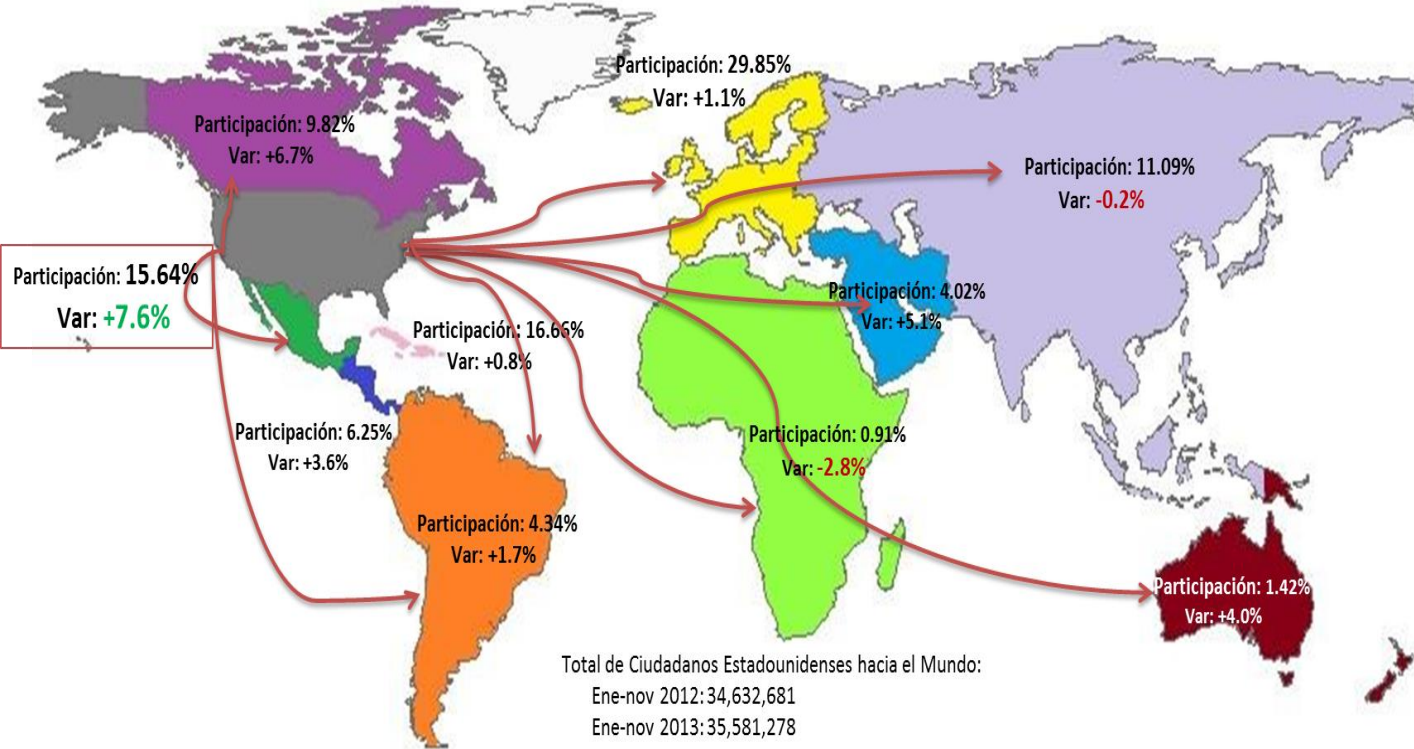 Participación: 29.85%
Var: +1.1%
Participación: 9.82%
Var: +6.7%
Participación: 11.09%
Var: -0.2%
Participación: 15.64%
Var: +7.6%
Participación: 4.02%
Var: +5.1%
Participación: 16.66%
Var: +0.8%
Participación: 6.25%
Var: +3.6%
Participación: 0.91%
Var: -2.8%
Participación: 4.34%
Var: +1.7%
Participación: 1.42%
Var: +4.0%
Total de Ciudadanos Estadounidenses hacia el Mundo:
Ene-nov 2012: 34,632,681
Ene-nov 2013: 35,581,278